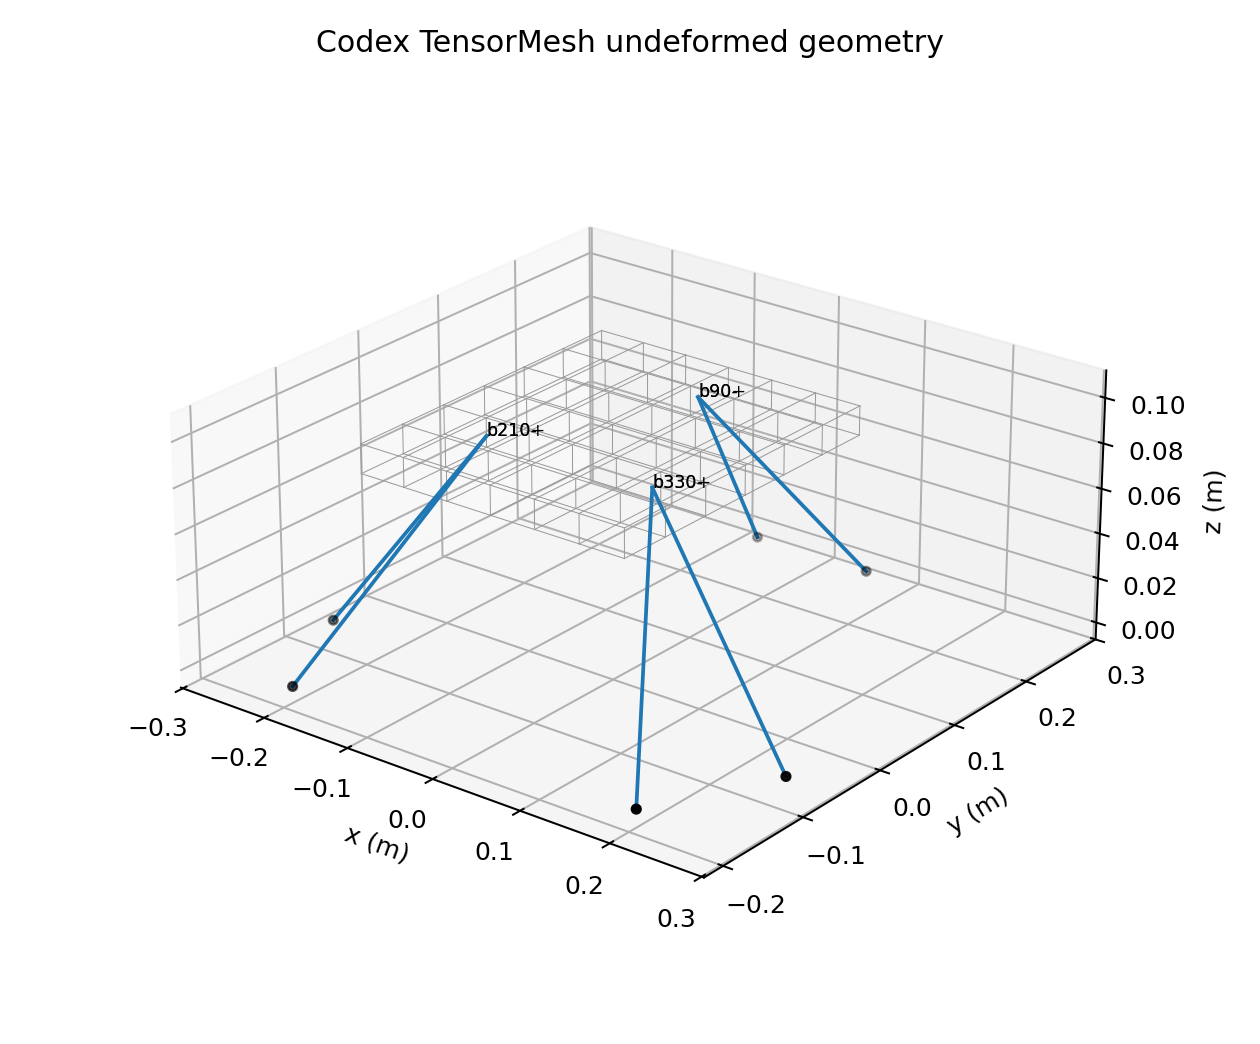 Codex TensorMesh undeformed geometry
b90+
b210+
b330+
0.10
0.08
0.06
0.04
0.02
0.00
z (m)
−0.3
−0.2
−0.1
0.0
0.1
0.2
0.3
x (m)
−0.2
−0.1
0.0
0.1
0.2
0.3
y (m)